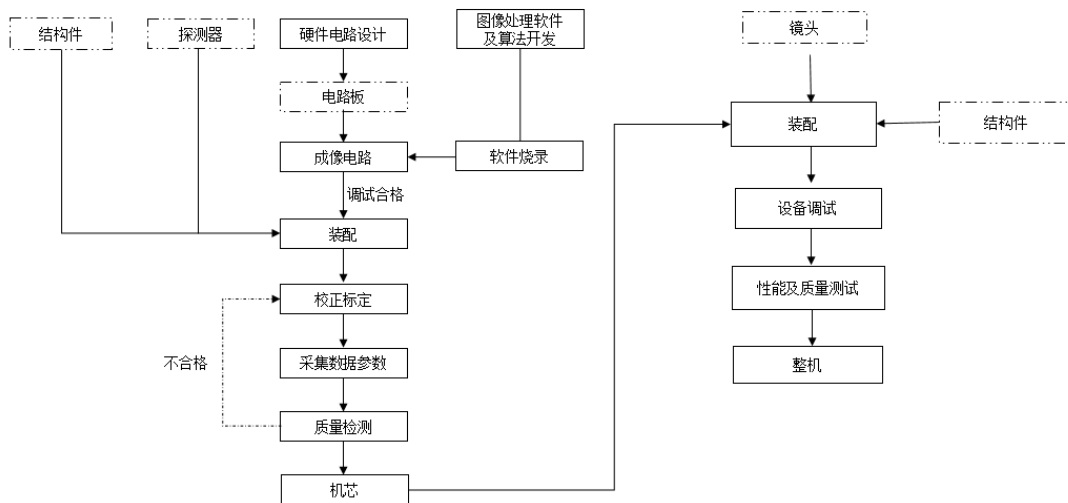 结构件
探测器
硬件电路设计
图像处理软件
及算法开发
镜头
电路板
装配
结构件
成像电路
软件烧录
调试合格
设备调试
装配
校正标定
性能及质量测试
不合格
采集数据参数
整机
质量检测
机芯